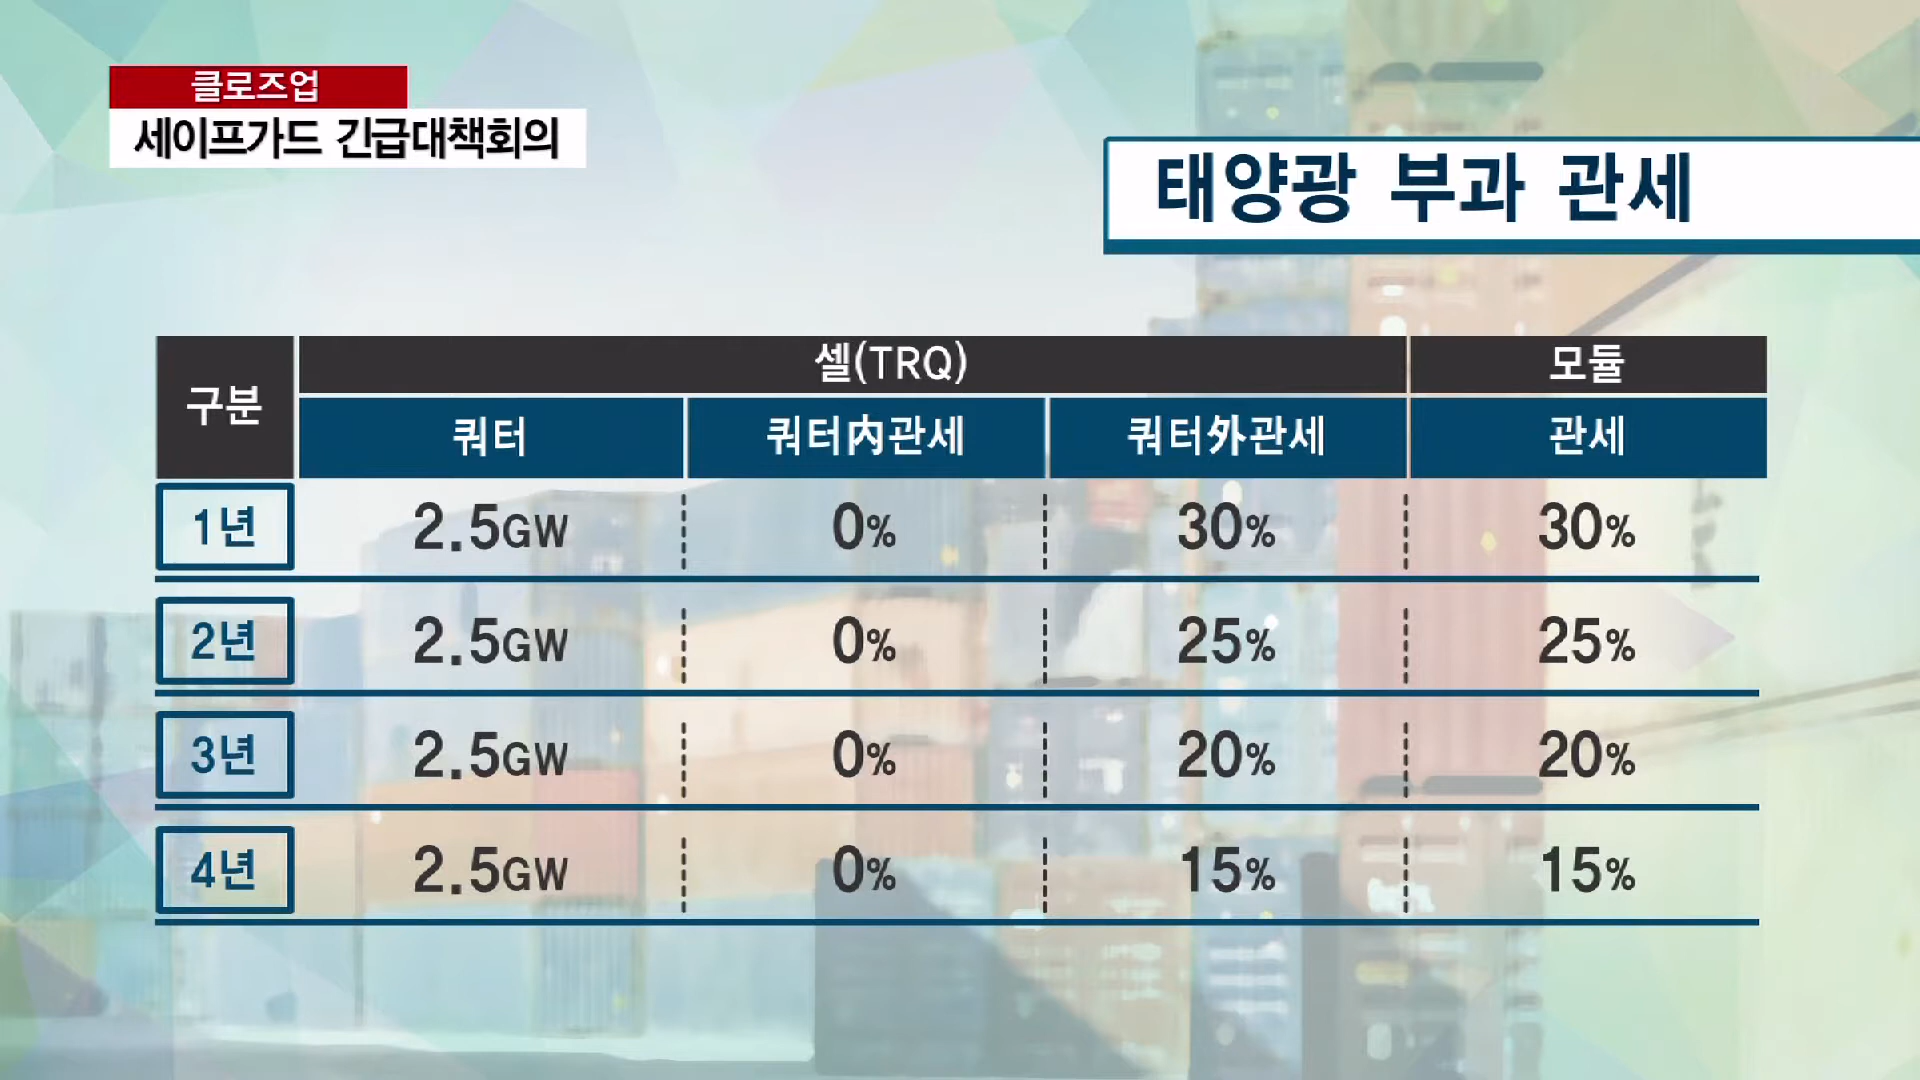 클로즈업
세이프가드 긴급대책회의
태양광 부과 관세
구분 셀(TRQ) 모듈
쿼터 쿼터內관세 쿼터外관세 관세
1년 2.5GW 0% 30% 30%
2년 2.5GW 0% 25% 25%
3년 2.5GW 0% 20% 20%
4년 2.5GW 0% 15% 15%